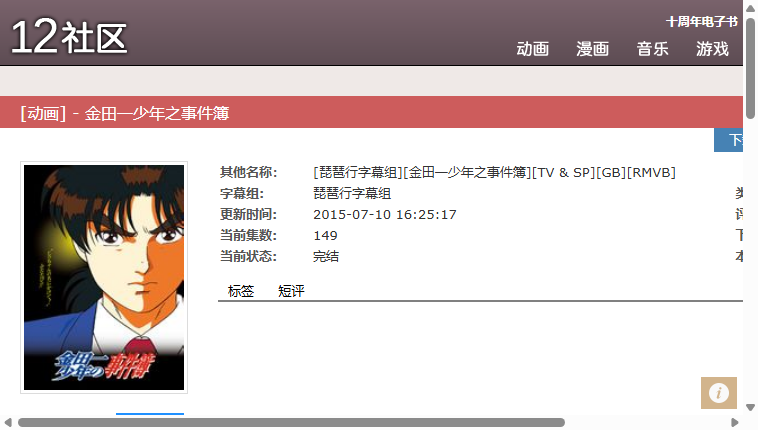 12社区
十周年电子书
动画 漫画 音乐 游戏
[动画] - 金田一少年之事件簿
其他名称： [琵琶行字幕组][金田一少年之事件簿][TV & SP][GB][RMVB]
字幕组： 琵琶行字幕组
更新时间： 2015-07-10 16:25:17
当前集数： 149
当前状态： 完结
标签 短评
金田一
少年の事件簿